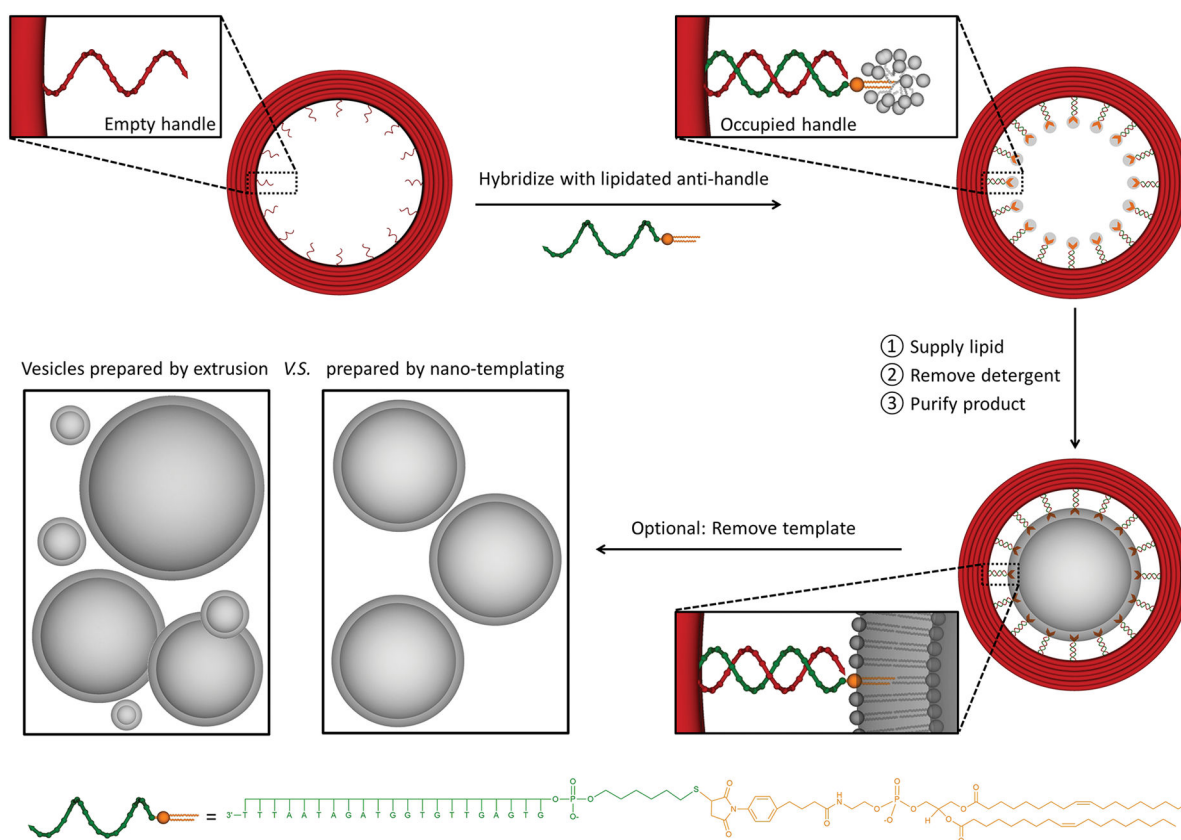 Empty handle
Occupied handle
Hybridize with lipidated anti-handle
① Supply lipid
② Remove detergent
③ Purify product
Vesicles prepared by extrusion V.S. prepared by nano-templating
Optional: Remove template
= 3'- T T T A A T A G A T G G T G T T G A G T G O P O O O- S O N O O N H O P O -O O O H O O